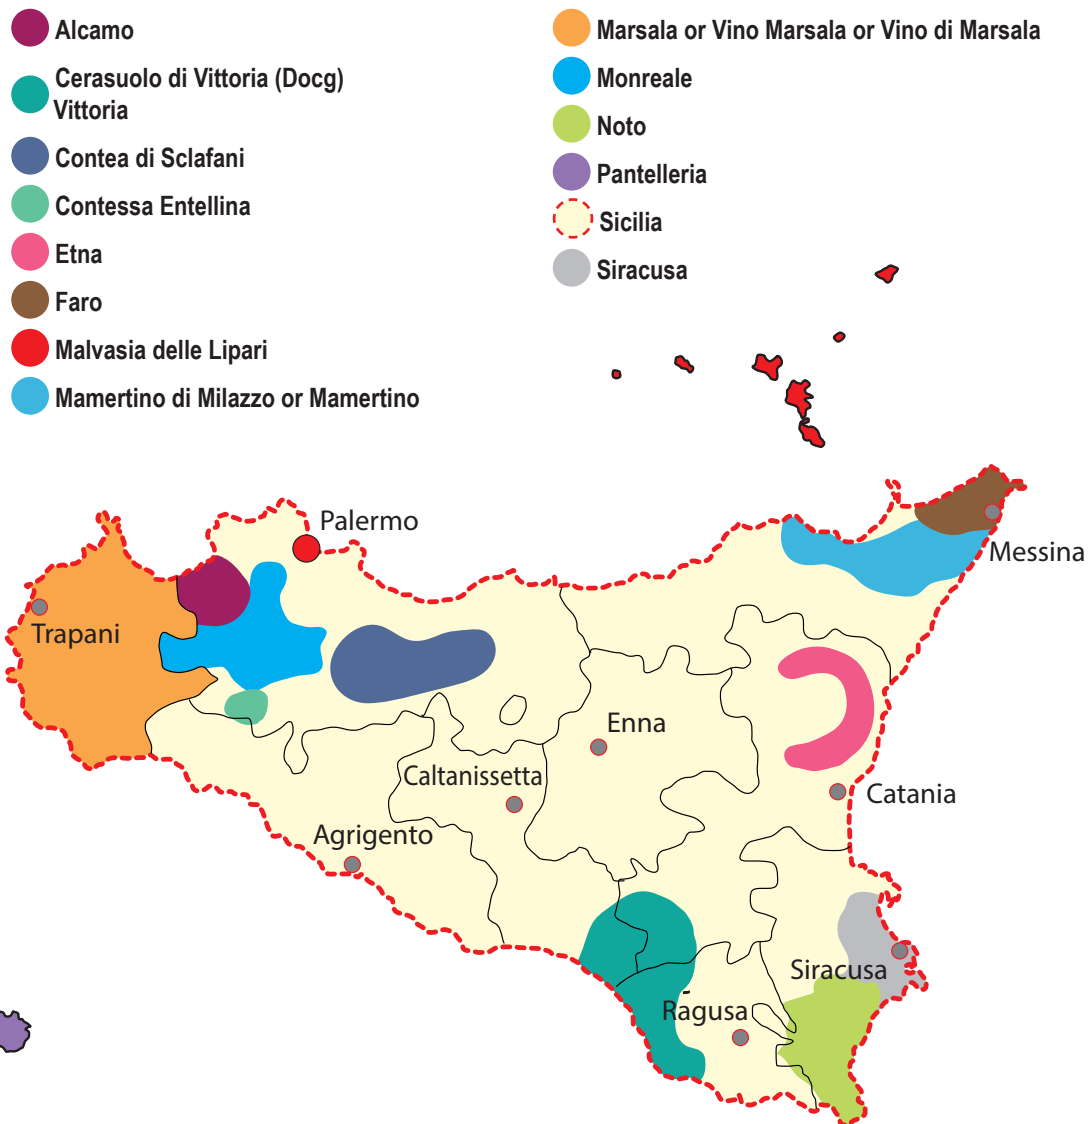 Alcamo
Cerasuolo di Vittoria (Docg)
Vittoria
Contea di Sclafani
Contessa Entellina
Etna
Faro
Malvasia delle Lipari
Mamertino di Milazzo or Mamertino
Marsala or Vino Marsala or Vino di Marsala
Monreale
Noto
Pantelleria
Sicilia
Siracusa
Palermo
Messina
Trapani
Enna
Caltanissetta
Catania
Agrigento
Siracusa
Ragusa